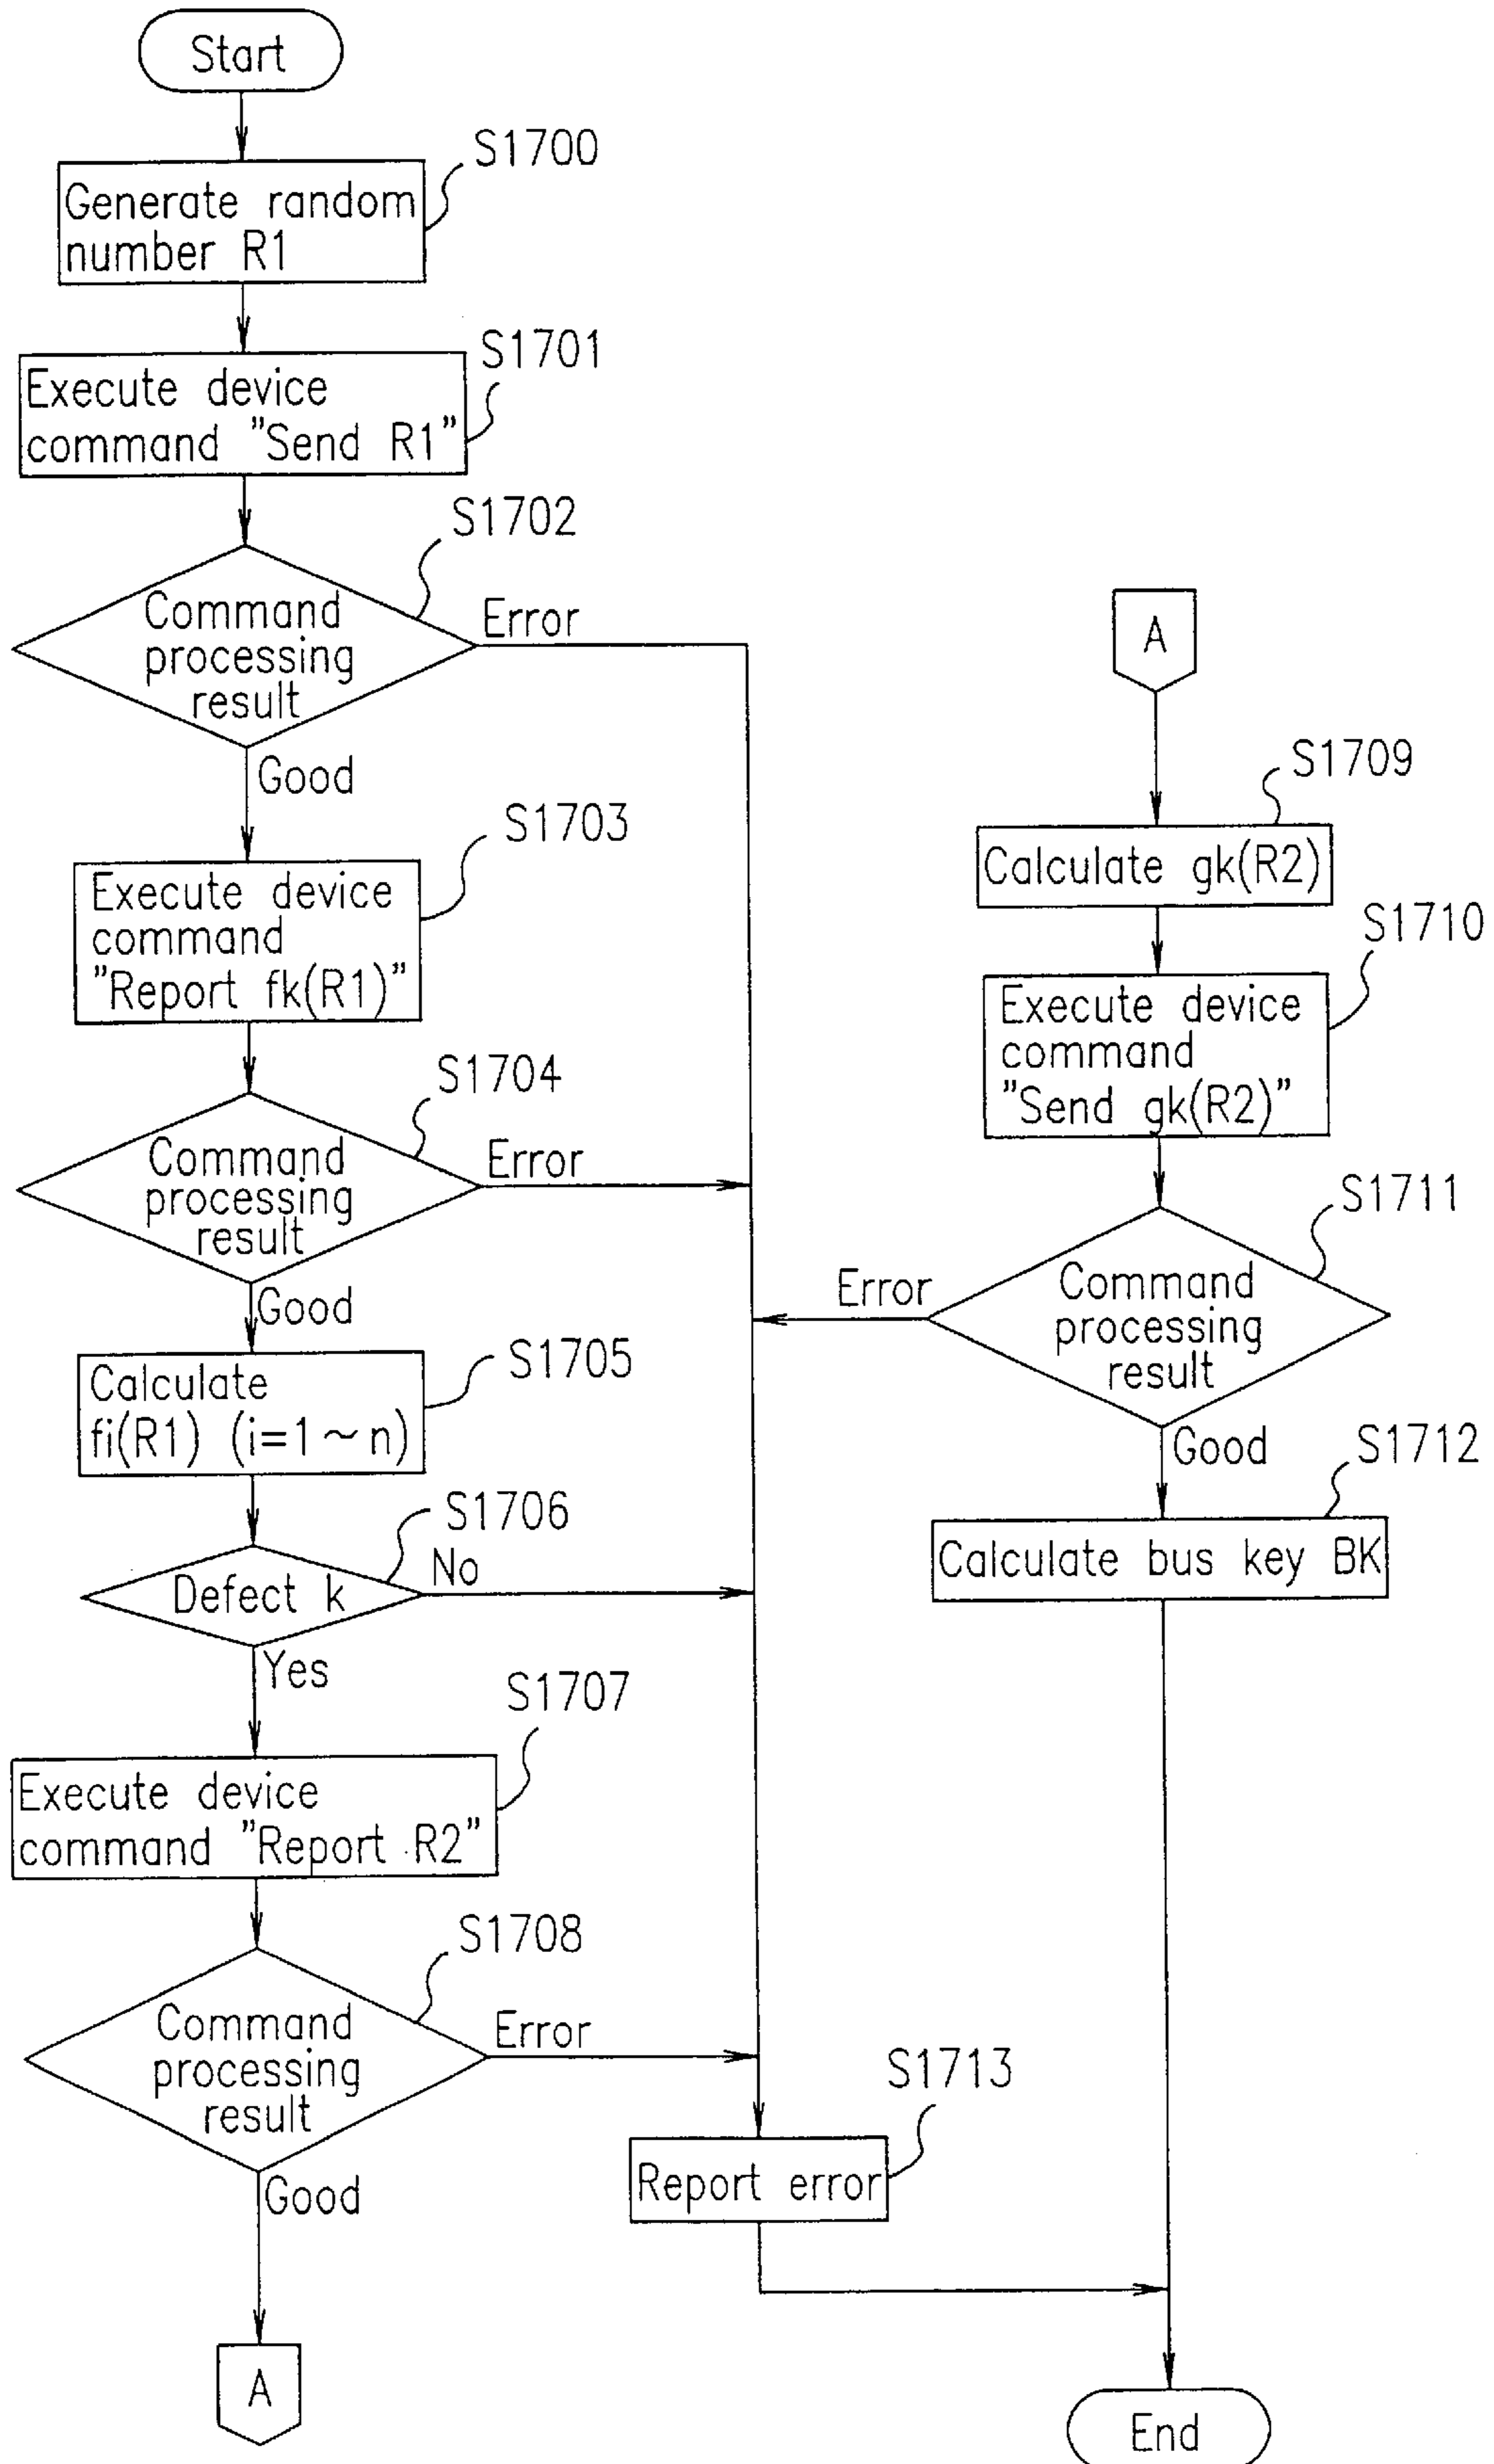 Start
S1700
Generate random
number R1
S1701
Execute device
command "Send R1"
S1702
Command
processing
result
Error
Good
S1703
Execute device
command
"Report fk(R1)"
S1704
Command
processing
result
Error
Good
S1705
Calculate
fi(R1) (i=1~n)
S1706
Defect k
No
Yes
S1707
Execute device
command "Report R2"
S1708
Command
processing
result
Error
Good
A
A
S1709
Calculate gk(R2)
S1710
Execute device
command
"Send gk(R2)"
S1711
Command
processing
result
Error
Good
S1712
Calculate bus key BK
S1713
Report error
End